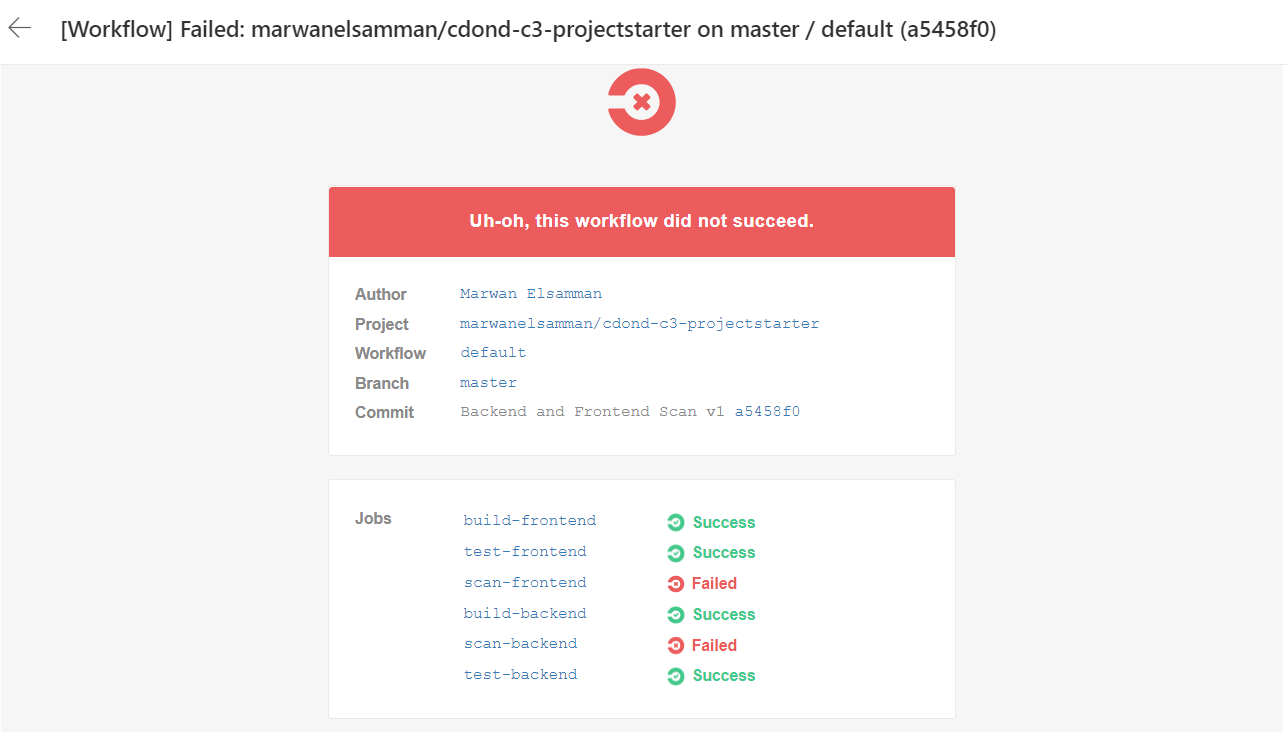 [Workflow] Failed: marwanelsamman/cdond-c3-projectstarter on master / default (a5458f0)
Uh-oh, this workflow did not succeed.
Author Marwan Elsamman
Project marwanelsamman/cdond-c3-projectstarter
Workflow default
Branch master
Commit Backend and Frontend Scan v1 a5458f0
Jobs build-frontend Success
test-frontend Success
scan-frontend Failed
build-backend Success
scan-backend Failed
test-backend Success